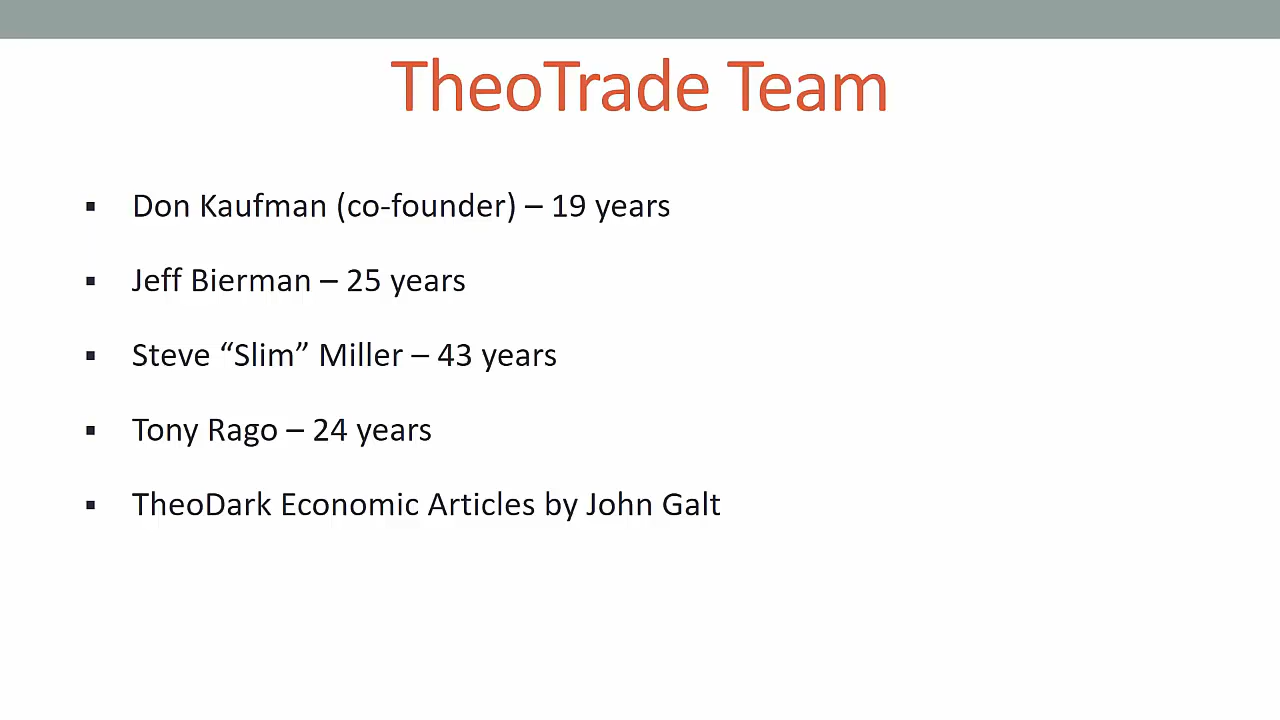 TheoTrade Team
▪ Don Kaufman (co-founder) – 19 years
▪ Jeff Bierman – 25 years
▪ Steve “Slim” Miller – 43 years
▪ Tony Rago – 24 years
▪ TheoDark Economic Articles by John Galt